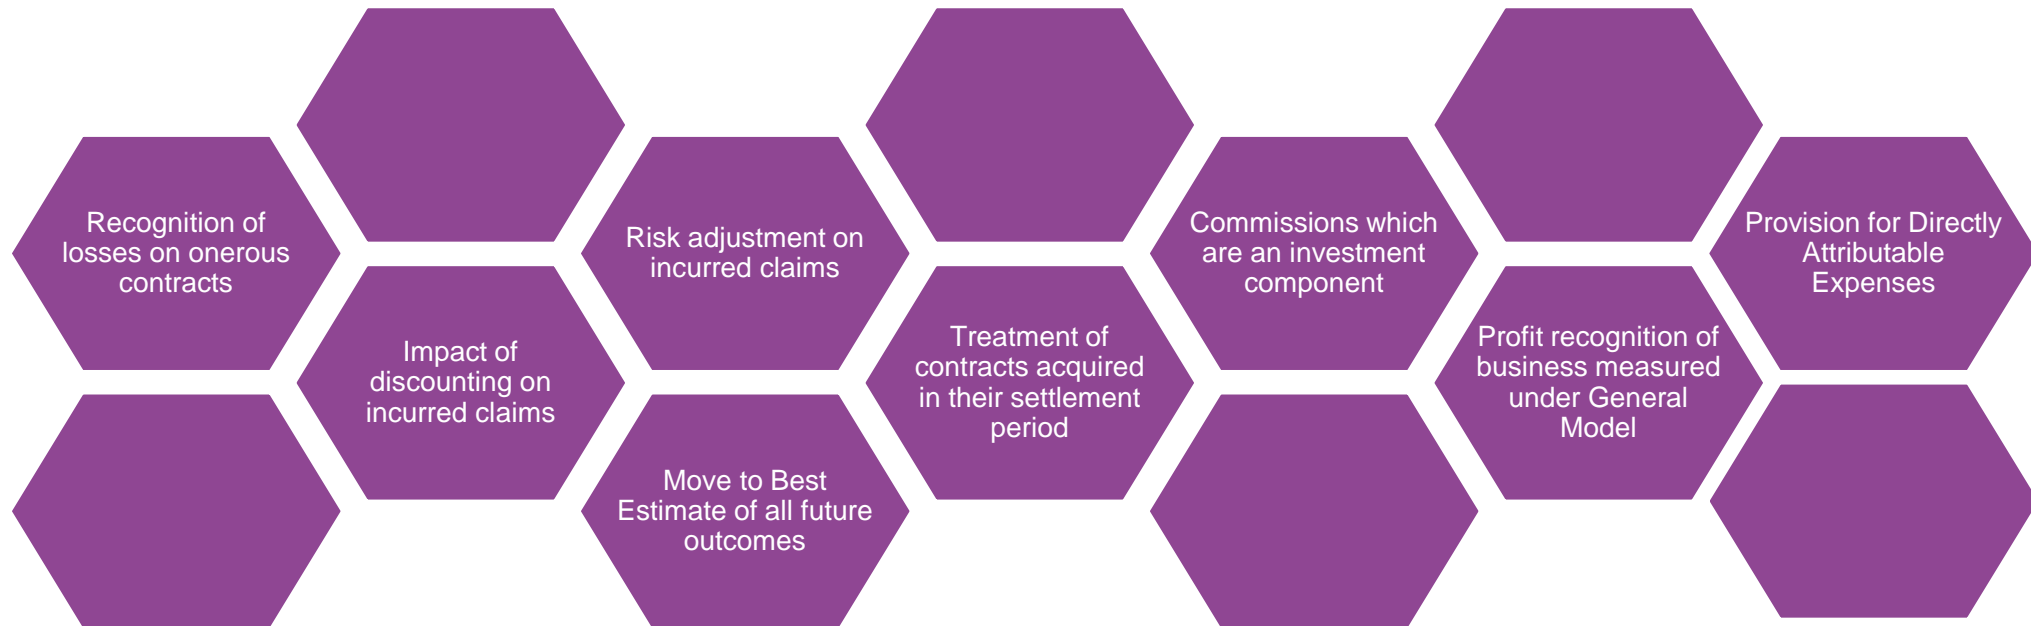 Recognition of
losses on onerous
contracts
Impact of
discounting on
incurred claims
Risk adjustment on
incurred claims
Move to Best
Estimate of all future
outcomes
Treatment of
contracts acquired
in their settlement
period
Commissions which
are an investment
component
Profit recognition of
business measured
under General
Model
Provision for Directly
Attributable
Expenses